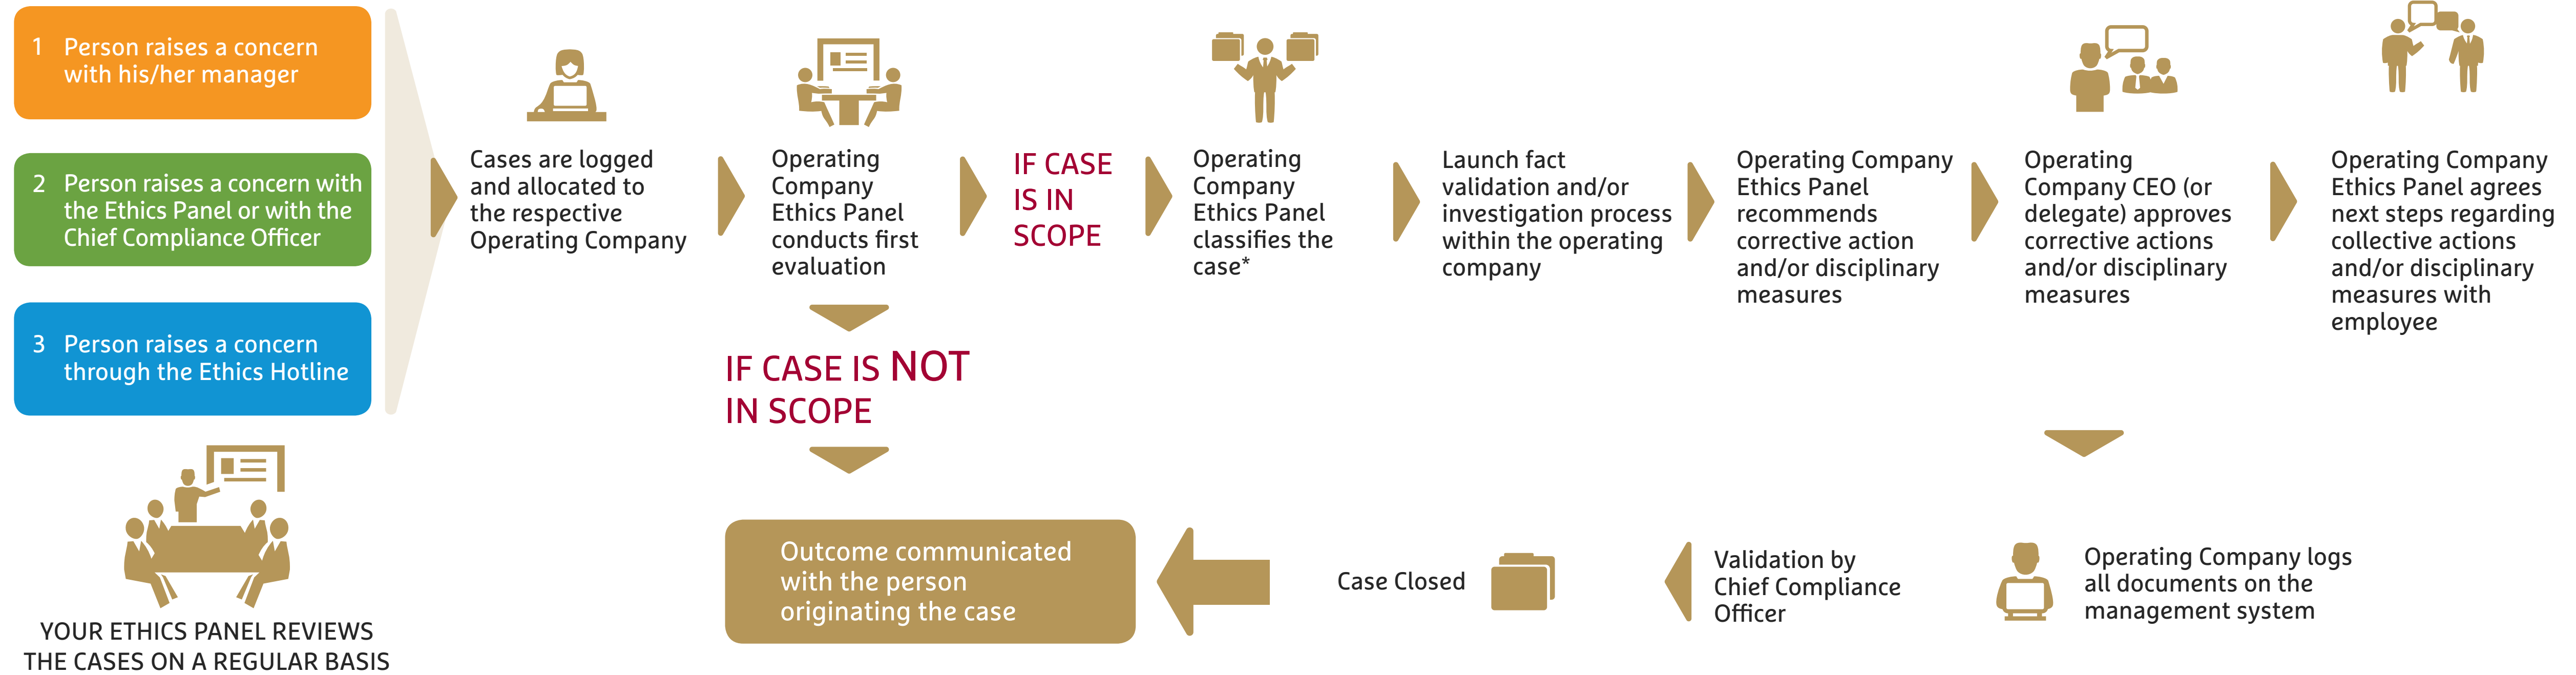 1 Person raises a concern
with his/her manager
2 Person raises a concern with
the Ethics Panel or with the
Chief Compliance Officer
3 Person raises a concern
through the Ethics Hotline
YOUR ETHICS PANEL REVIEWS
THE CASES ON A REGULAR BASIS
Cases are logged
and allocated to
the respective
Operating Company
Operating
Company
Ethics Panel
conducts first
evaluation
IF CASE
IS IN
SCOPE
Operating
Company
Ethics Panel
classifies the
case*
Launch fact
validation and/or
investigation process
within the operating
company
Operating Company
Ethics Panel
recommends
corrective action
and/or disciplinary
measures
Operating
Company CEO (or
delegate) approves
corrective actions
and/or disciplinary
measures
Operating Company
Ethics Panel agrees
next steps regarding
collective actions
and/or disciplinary
measures with
employee
IF CASE IS NOT
IN SCOPE
Operating Company logs
all documents on the
management system
Validation by
Chief Compliance
Officer
Case Closed
Outcome communicated
with the person
originating the case